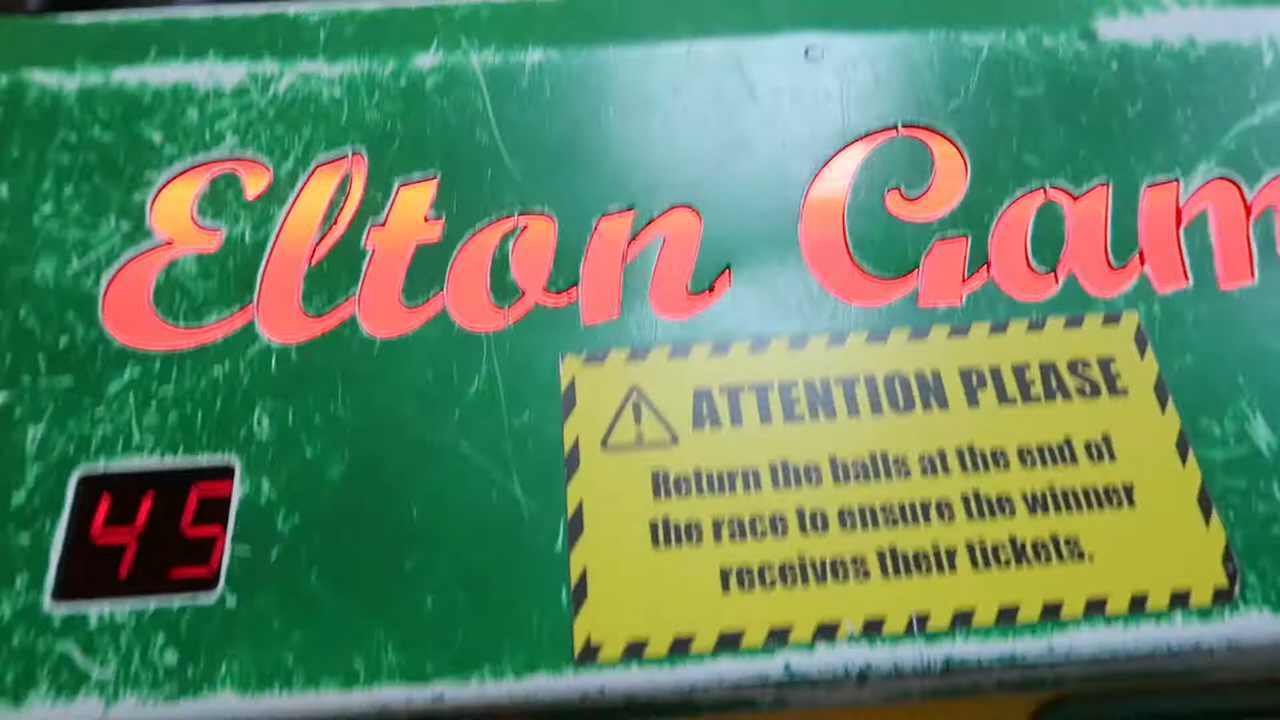 Elton Gam
ATTENTION PLEASE
Return the balls at the end of
the race to ensure the winner
receives their tickets.
45